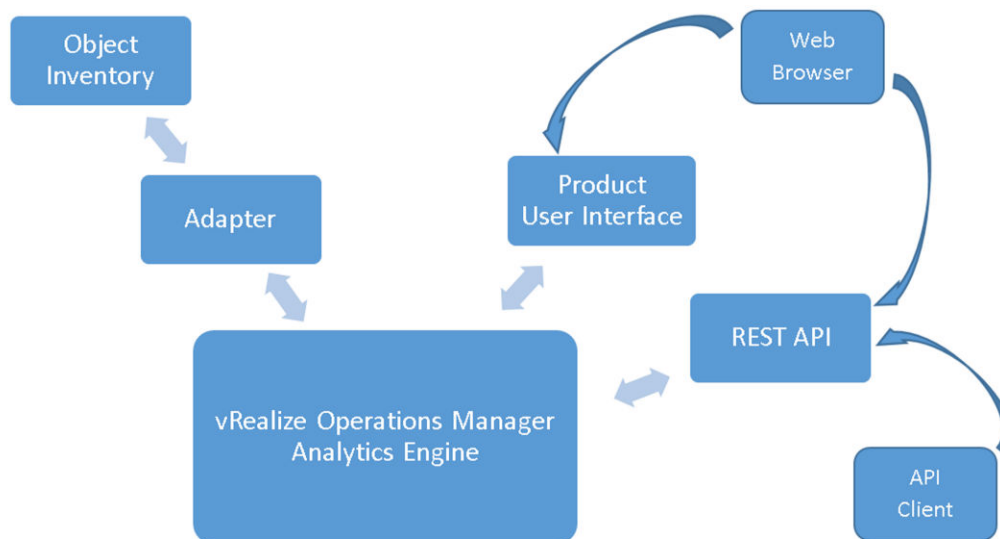 Object
Inventory
Web
Browser
Adapter
Product
User Interface
REST API
vRealize Operations Manager
Analytics Engine
API
Client